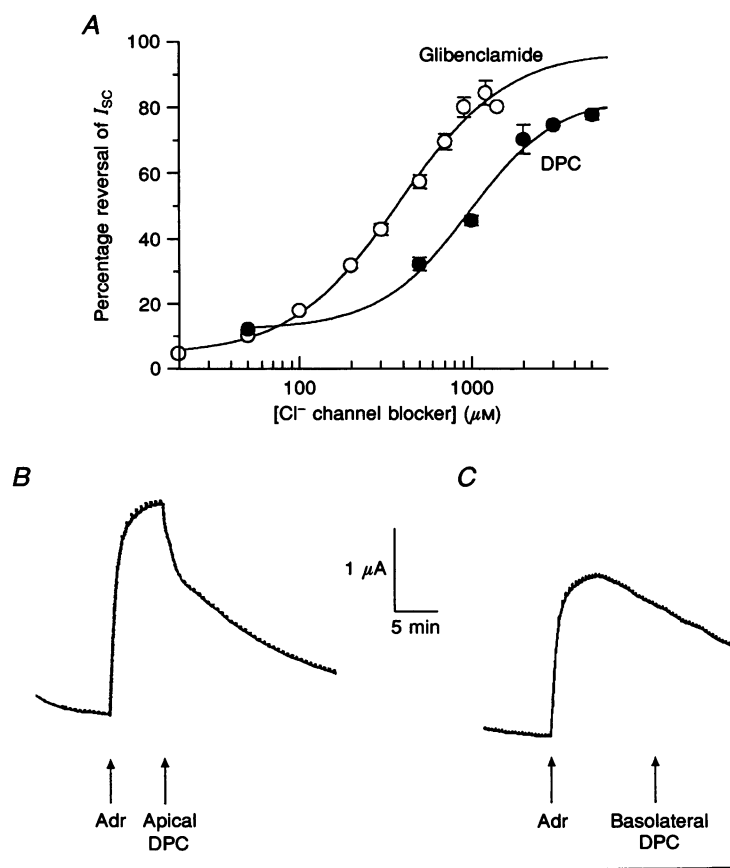 A
Percentage reversal of I_SC
100
80
60
40
20
0
Glibenclamide
DPC
100
1000
[Cl⁻ channel blocker] (μM)
B
C
1 μA
5 min
Adr
Apical
DPC
Adr
Basolateral
DPC